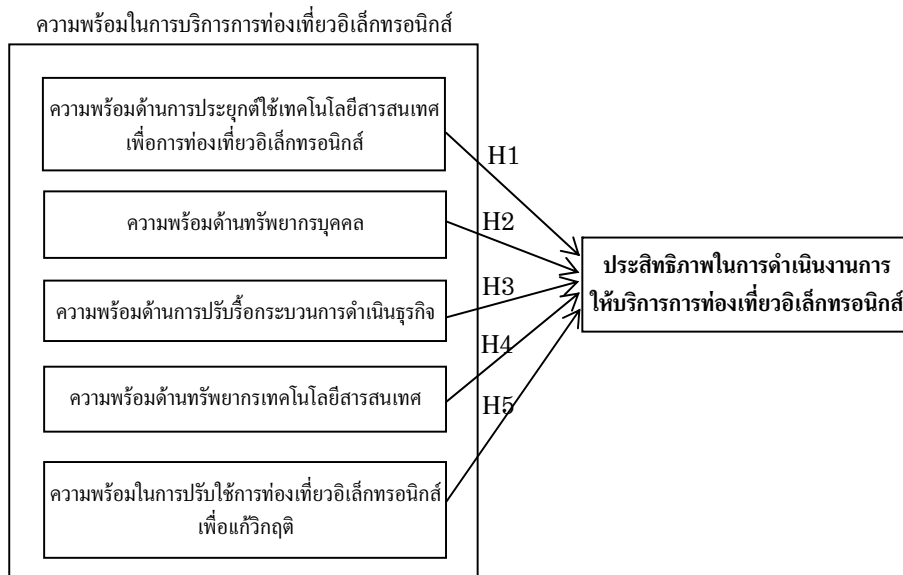 ความพร้อมในการบริการการท่องเที่ยวอิเล็กทรอนิกส์
ความพร้อมด้านการประยุกต์ใช้เทคโนโลยีสารสนเทศ
เพื่อการท่องเที่ยวอิเล็กทรอนิกส์
H1
ความพร้อมด้านทรัพยากรบุคคล
H2
ความพร้อมด้านการปรับรื้อกระบวนการดำเนินธุรกิจ
H3
ความพร้อมด้านทรัพยากรเทคโนโลยีสารสนเทศ
H4
ความพร้อมในการปรับใช้การท่องเที่ยวอิเล็กทรอนิกส์
เพื่อแก้วิกฤติ
H5
ประสิทธิภาพในการดำเนินงานการ
ให้บริการการท่องเที่ยวอิเล็กทรอนิกส์